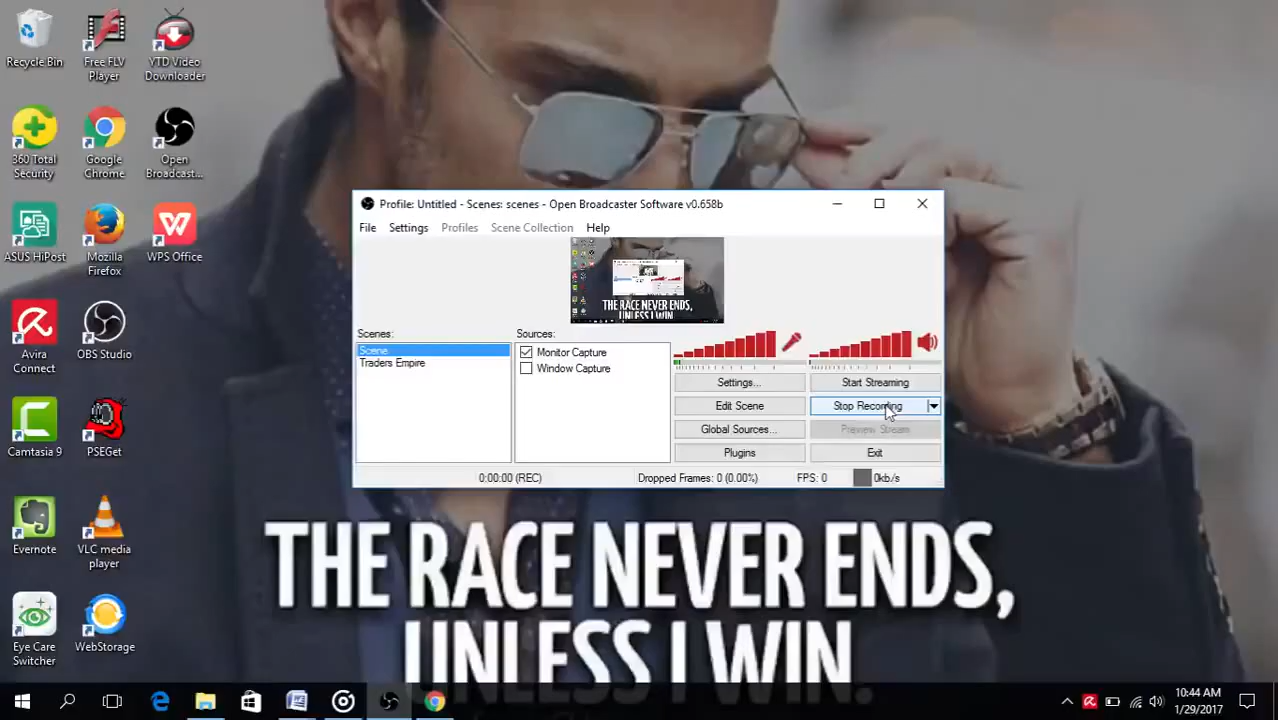 Recycle Bin
Free FLV
Player
YTD Video
Downloader
360 Total
Security
Google
Chrome
Open
Broadcast...
ASUS HiPost
Mozilla
Firefox
WPS Office
Avira
Connect
OBS Studio
Camtasia 9
PSEGet
Evernote
VLC media
player
Eye Care
Switcher
WebStorage
Profile: Untitled - Scenes: scenes - Open Broadcaster Software v0.658b
File Settings Profiles Scene Collection Help
THE RACE NEVER ENDS,
UNLESS I WIN.
Scenes:
Scene
Traders Empire
Sources:
Monitor Capture
Window Capture
Settings... Start Streaming
Edit Scene Stop Recording
Global Sources... Preview Stream
Plugins Exit
0:00:00 (REC) Dropped Frames: 0 (0.00%) FPS: 0 0kb/s
THE RACE NEVER ENDS,
UNLESS I WIN.
10:44 AM
1/29/2017